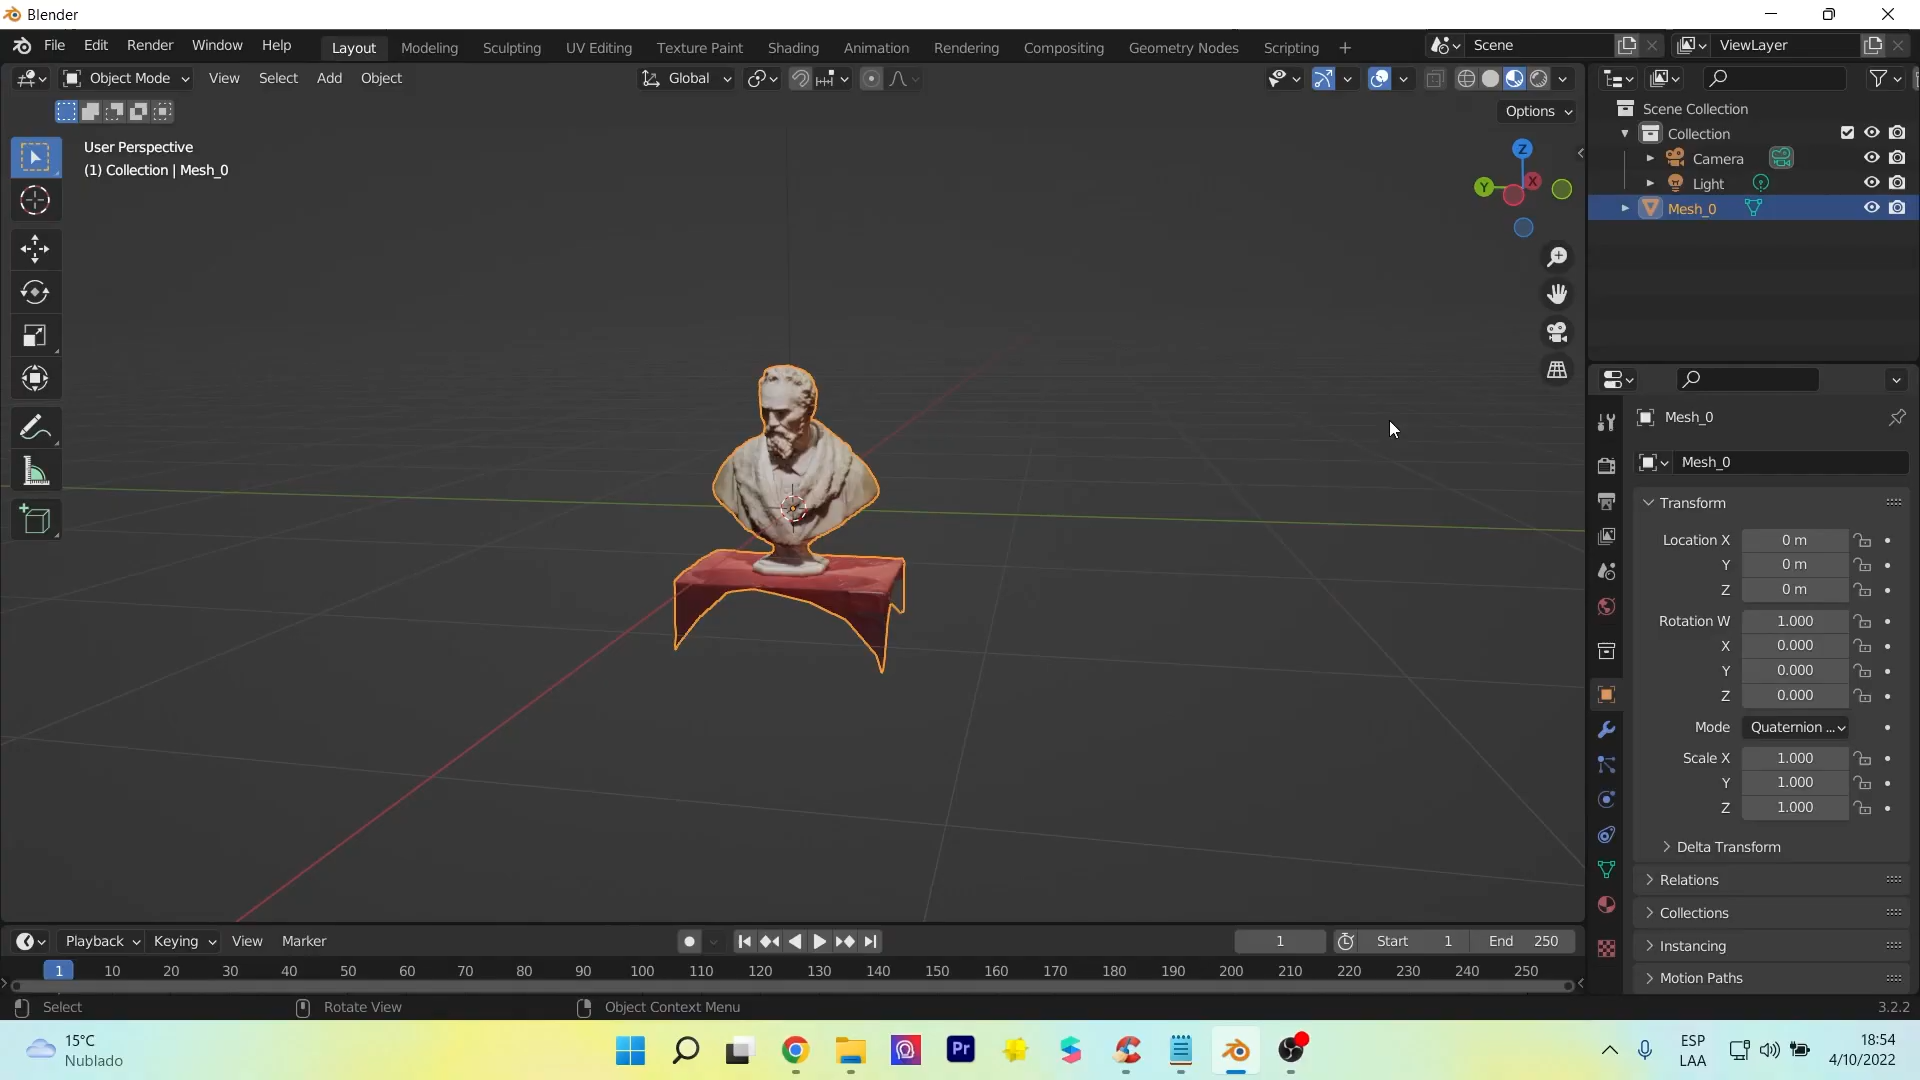 Blender
File Edit Render Window Help Layout Modeling Sculpting UV Editing Texture Paint Shading Animation Rendering Compositing Geometry Nodes Scripting + Scene ViewLayer
Object Mode View Select Add Object Global
Options
User Perspective
(1) Collection | Mesh_0
Z
Y X
Scene Collection
Collection
Camera
Light
Mesh_0
Mesh_0
Mesh_0
Transform
Location X 0 m
Y 0 m
Z 0 m
Rotation W 1.000
X 0.000
Y 0.000
Z 0.000
Mode Quaternion ...
Scale X 1.000
Y 1.000
Z 1.000
Delta Transform
Relations
Collections
Instancing
Motion Paths
Playback Keying View Marker 1 Start 1 End 250
1 10 20 30 40 50 60 70 80 90 100 110 120 130 140 150 160 170 180 190 200 210 220 230 240 250
Select Rotate View Object Context Menu 3.2.2
15°C
Nublado
Pr
ESP
LAA
18:54
4/10/2022